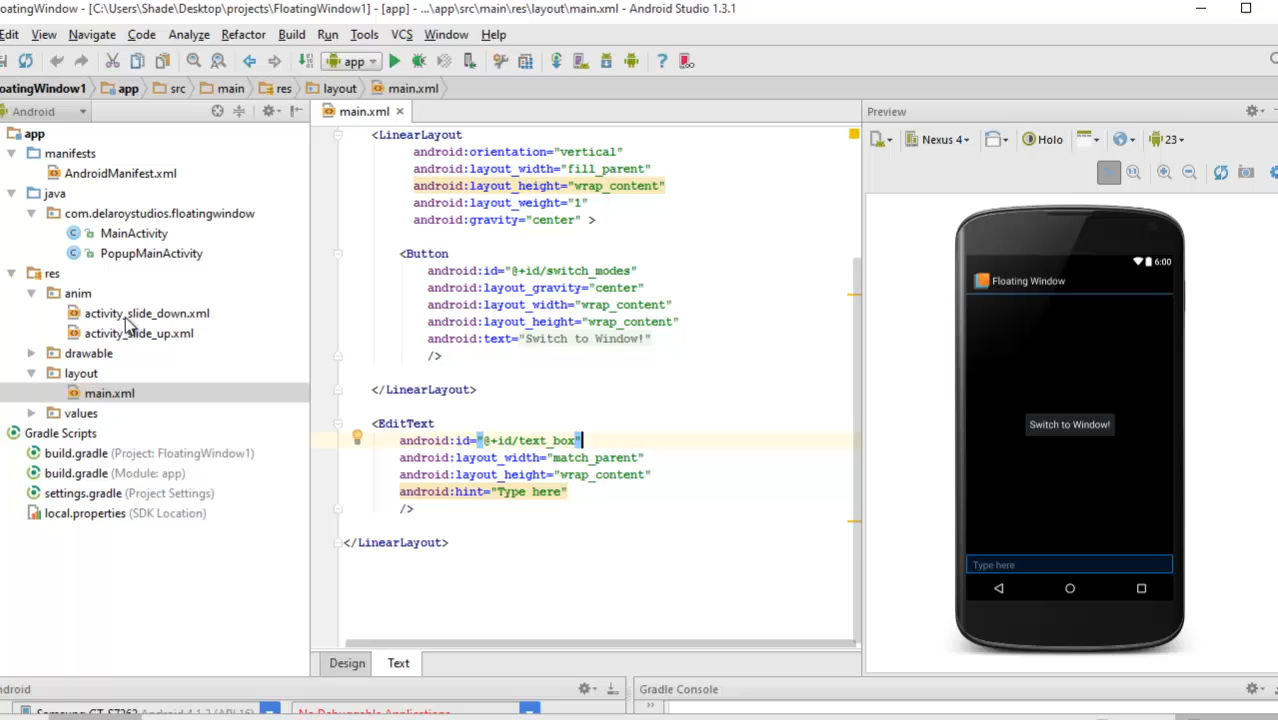 loatingWindow - [C:\Users\Shade\Desktop\projects\FloatingWindow1] - [app] - ...\app\src\main\res\layout\main.xml - Android Studio 1.3.1
Edit View Navigate Code Analyze Refactor Build Run Tools VCS Window Help
app
loatingWindow1 app src main res layout main.xml
Android
main.xml
Preview
app
manifests
AndroidManifest.xml
java
com.delaroystudios.floatingwindow
MainActivity
PopupMainActivity
res
anim
activity_slide_down.xml
activity_slide_up.xml
drawable
layout
main.xml
values
Gradle Scripts
build.gradle (Project: FloatingWindow1)
build.gradle (Module: app)
settings.gradle (Project Settings)
local.properties (SDK Location)
<LinearLayout
android:orientation="vertical"
android:layout_width="fill_parent"
android:layout_height="wrap_content"
android:layout_weight="1"
android:gravity="center" >
<Button
android:id="@+id/switch_modes"
android:layout_gravity="center"
android:layout_width="wrap_content"
android:layout_height="wrap_content"
android:text="Switch to Window!"
/>
</LinearLayout>
<EditText
android:id="@+id/text_box"
android:layout_width="match_parent"
android:layout_height="wrap_content"
android:hint="Type here"
/>
</LinearLayout>
Design Text
Nexus 4 Holo 23
1:1
6:00
Floating Window
Switch to Window!
Type here
ndroid
Gradle Console
Samsung GT-S7262 Android 4.1.2 (API 16)
No Debuggable Applications